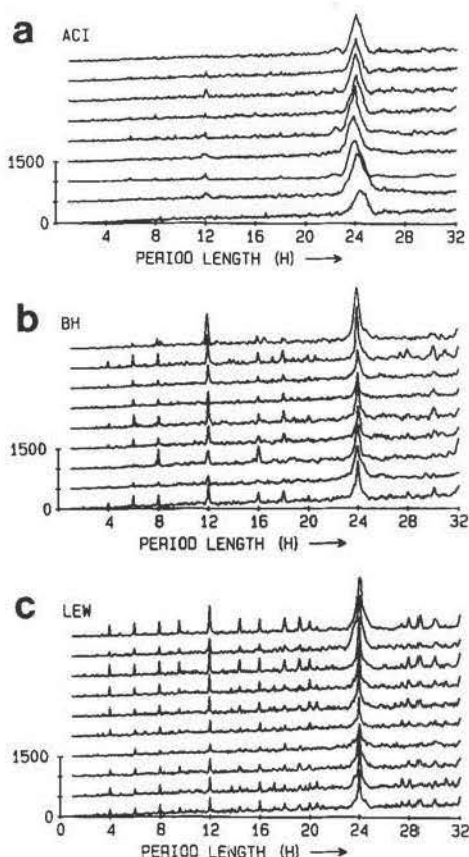 a
ACI
1500
0
4 8 12 16 20 24 28 32
PERIOD LENGTH (H) →
b
BH
1500
0
4 8 12 16 20 24 28 32
PERIOD LENGTH (H) →
c
LEW
1500
0
0 4 8 12 16 20 24 28 32
PERIOD LENGTH (H) →